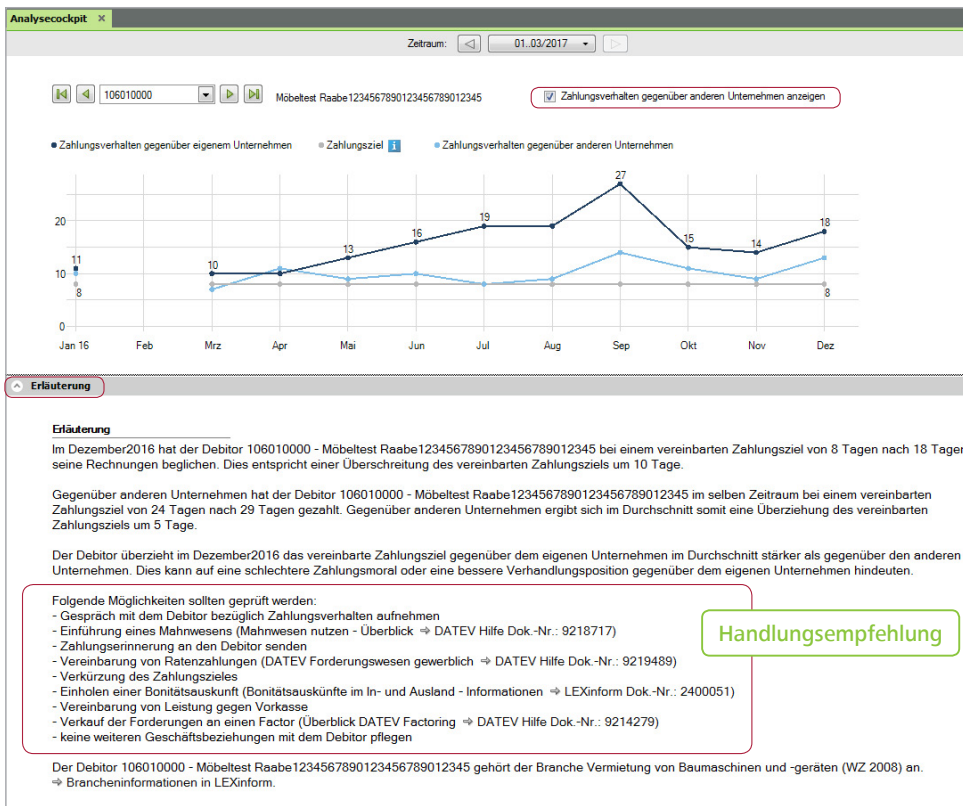 Analysecockpit ×
Zeitraum: 01..03/2017
106010000 Möbeltest Raabe1234567890123456789012345 Zahlungsverhalten gegenüber anderen Unternehmen anzeigen
Zahlungsverhalten gegenüber eigenem Unternehmen Zahlungsziel i Zahlungsverhalten gegenüber anderen Unternehmen
27
20
19
18
16
15
14
13
11
10
10
8
8
0
Jan 16 Feb Mrz Apr Mai Jun Jul Aug Sep Okt Nov Dez
Erläuterung
Erläuterung
Im Dezember2016 hat der Debitor 106010000 - Möbeltest Raabe1234567890123456789012345 bei einem vereinbarten Zahlungsziel von 8 Tagen nach 18 Tagen
seine Rechnungen beglichen. Dies entspricht einer Überschreitung des vereinbarten Zahlungsziels um 10 Tage.
Gegenüber anderen Unternehmen hat der Debitor 106010000 - Möbeltest Raabe1234567890123456789012345 im selben Zeitraum bei einem vereinbarten
Zahlungsziel von 24 Tagen nach 29 Tagen gezahlt. Gegenüber anderen Unternehmen ergibt sich im Durchschnitt somit eine Überziehung des vereinbarten
Zahlungsziels um 5 Tage.
Der Debitor überzieht im Dezember2016 das vereinbarte Zahlungsziel gegenüber dem eigenen Unternehmen im Durchschnitt stärker als gegenüber den anderen
Unternehmen. Dies kann auf eine schlechtere Zahlungsmoral oder eine bessere Verhandlungsposition gegenüber dem eigenen Unternehmen hindeuten.
Folgende Möglichkeiten sollten geprüft werden:
- Gespräch mit dem Debitor bezüglich Zahlungsverhalten aufnehmen
- Einführung eines Mahnwesens (Mahnwesen nutzen - Überblick ⇒ DATEV Hilfe Dok.-Nr.: 9218717)
- Zahlungserinnerung an den Debitor senden
- Vereinbarung von Ratenzahlungen (DATEV Forderungswesen gewerblich ⇒ DATEV Hilfe Dok.-Nr.: 9219489)
- Verkürzung des Zahlungszieles
- Einholen einer Bonitätsauskunft (Bonitätsauskünfte im In- und Ausland - Informationen ⇒ LEXinform Dok.-Nr.: 2400051)
- Vereinbarung von Leistung gegen Vorkasse
- Verkauf der Forderungen an einen Factor (Überblick DATEV Factoring ⇒ DATEV Hilfe Dok.-Nr.: 9214279)
- keine weiteren Geschäftsbeziehungen mit dem Debitor pflegen
Handlungsempfehlung
Der Debitor 106010000 - Möbeltest Raabe1234567890123456789012345 gehört der Branche Vermietung von Baumaschinen und -geräten (WZ 2008) an.
⇒ Brancheninformationen in LEXinform.